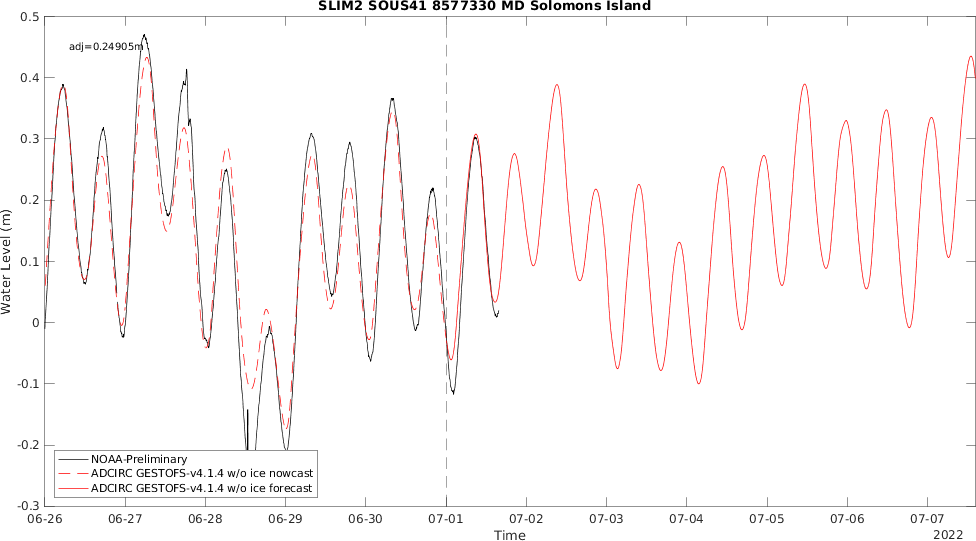 SLIM2 SOUS41 8577330 MD Solomons Island
adj=0.24905m
0.5
0.4
0.3
0.2
0.1
0
-0.1
-0.2
-0.3
Water Level (m)
NOAA-Preliminary
ADCIRC GESTOFS-v4.1.4 w/o ice nowcast
ADCIRC GESTOFS-v4.1.4 w/o ice forecast
06-26 06-27 06-28 06-29 06-30 07-01 07-02 07-03 07-04 07-05 07-06 07-07
Time
2022